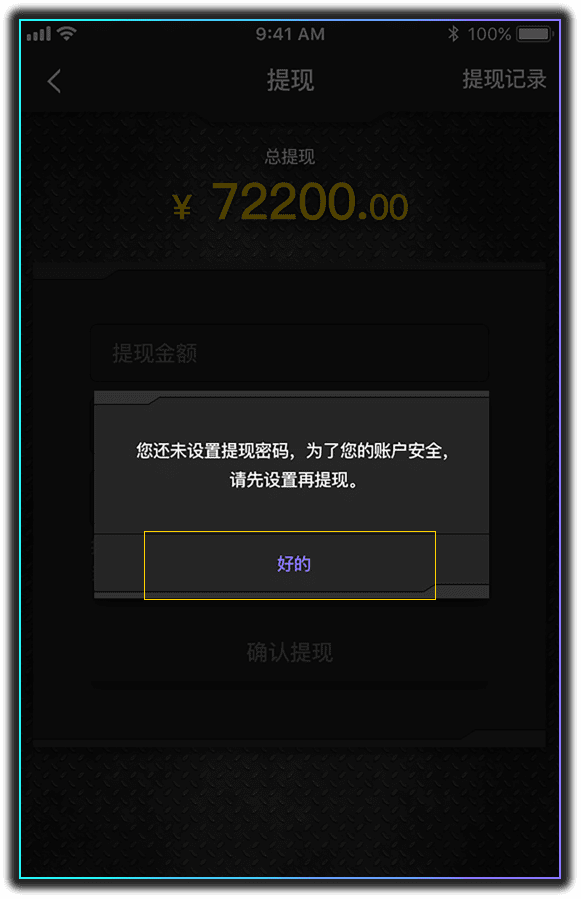 9:41 AM 100%
提现 提现记录
总提现
¥ 72200.00
提现金额
您还未设置提现密码，为了您的账户安全，
请先设置再提现。
好的
确认提现